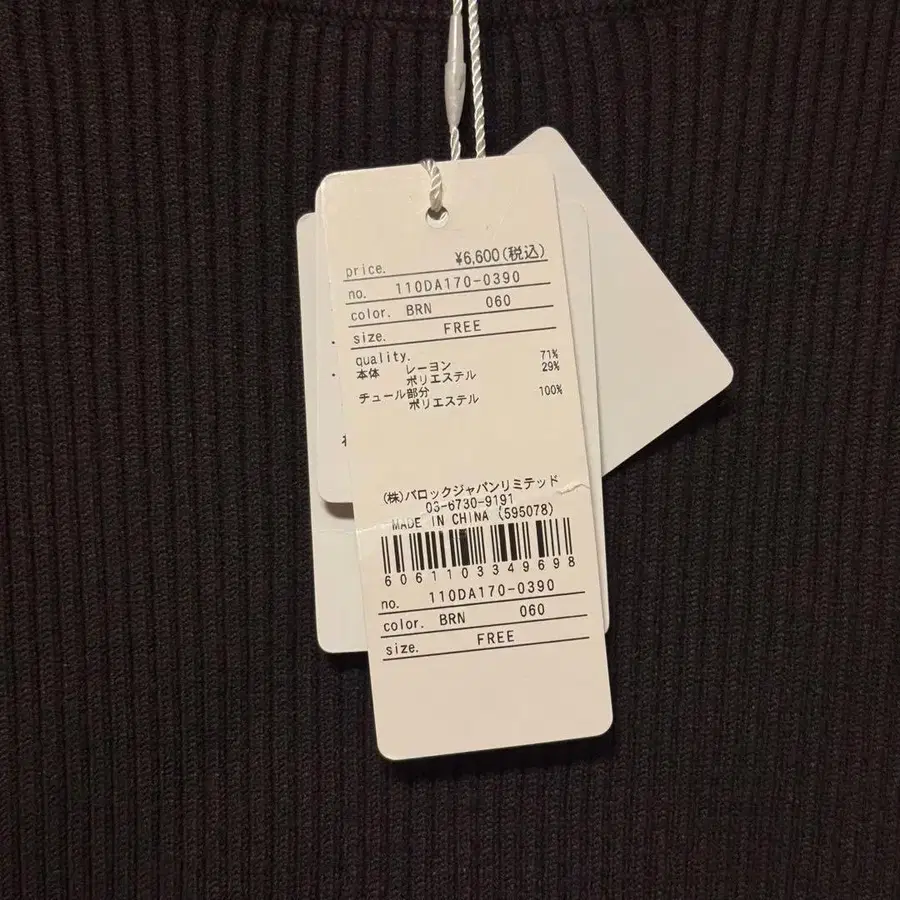 price. ¥6,600(税込)
no. 110DA170-0390
color. BRN 060
size. FREE
quality.
本体 レーヨン 71%
ポリエステル 29%
チュール部分
ポリエステル 100%
(株)バロックジャパンリミテッド
03-6730-9191
MADE IN CHINA (595078)
6061103349698
no. 110DA170-0390
color. BRN 060
size. FREE